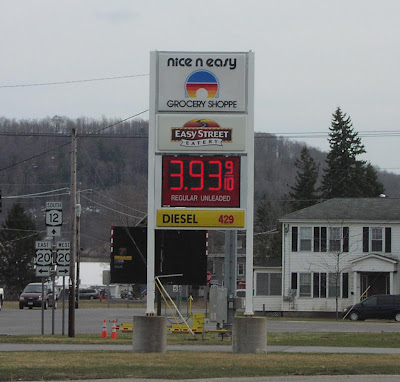 nice n easy
GROCERY SHOPPE
EASY STREET
EATERY
3.93 9/10
REGULAR UNLEADED
DIESEL 429
SOUTH
12
EAST WEST
20 20